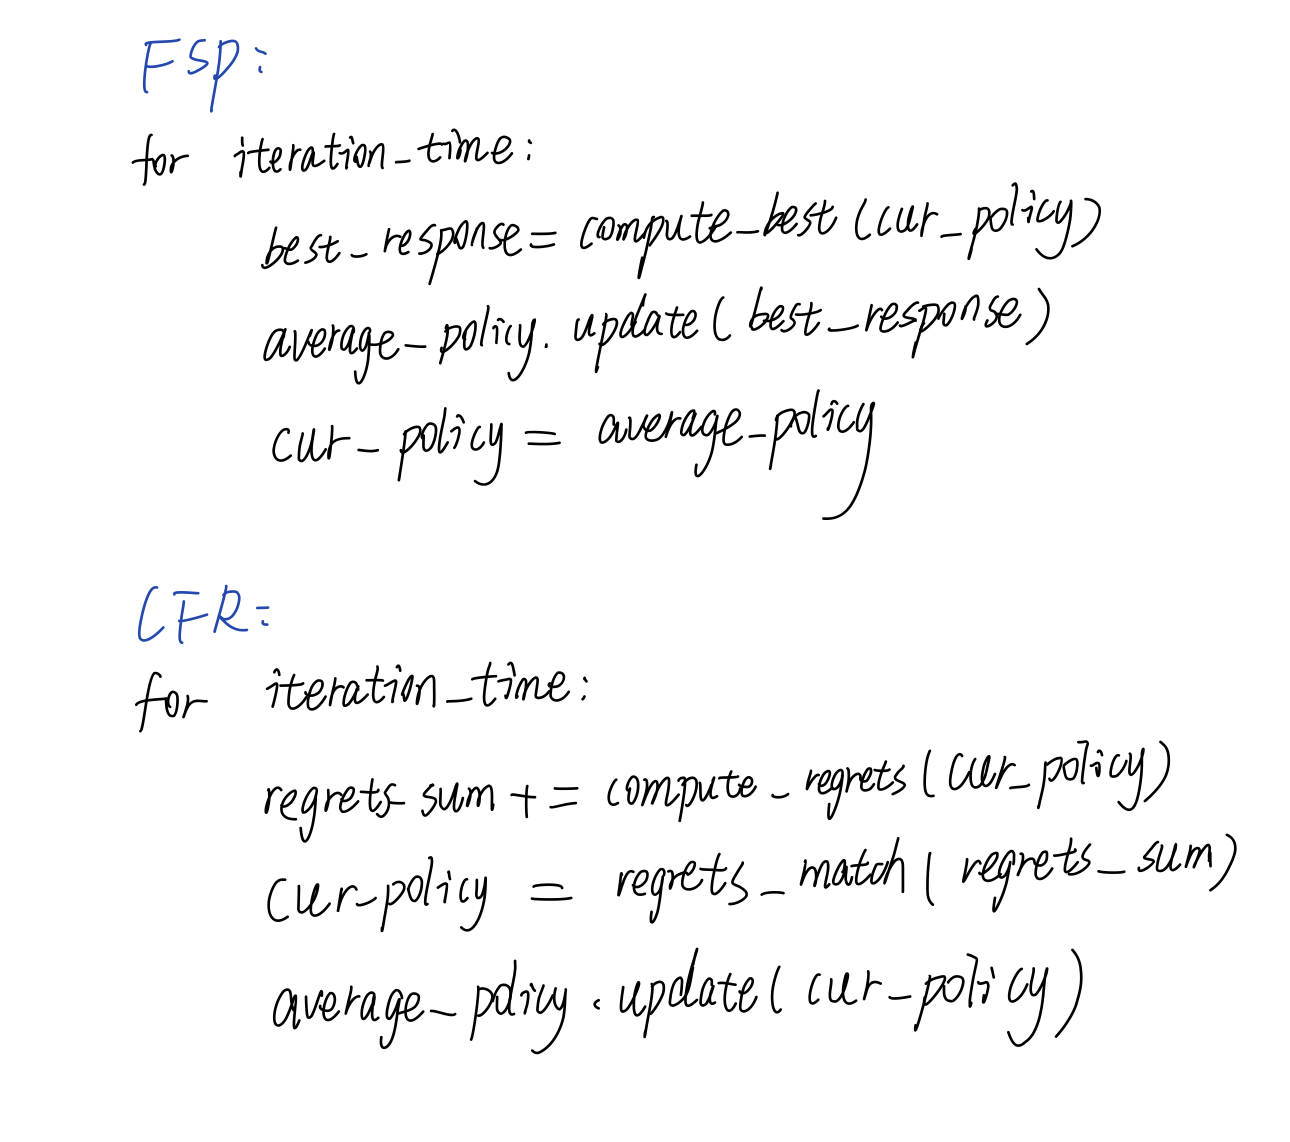 FSP:
for iteration_time:
best_response = compute_best (cur_policy)
average_policy. update ( best_response )
cur_policy = average_policy
CFR:
for iteration_time:
regrets_sum += compute_regrets ( cur_policy )
cur_policy = regrets_match ( regrets_sum )
average_policy . update ( cur_policy )